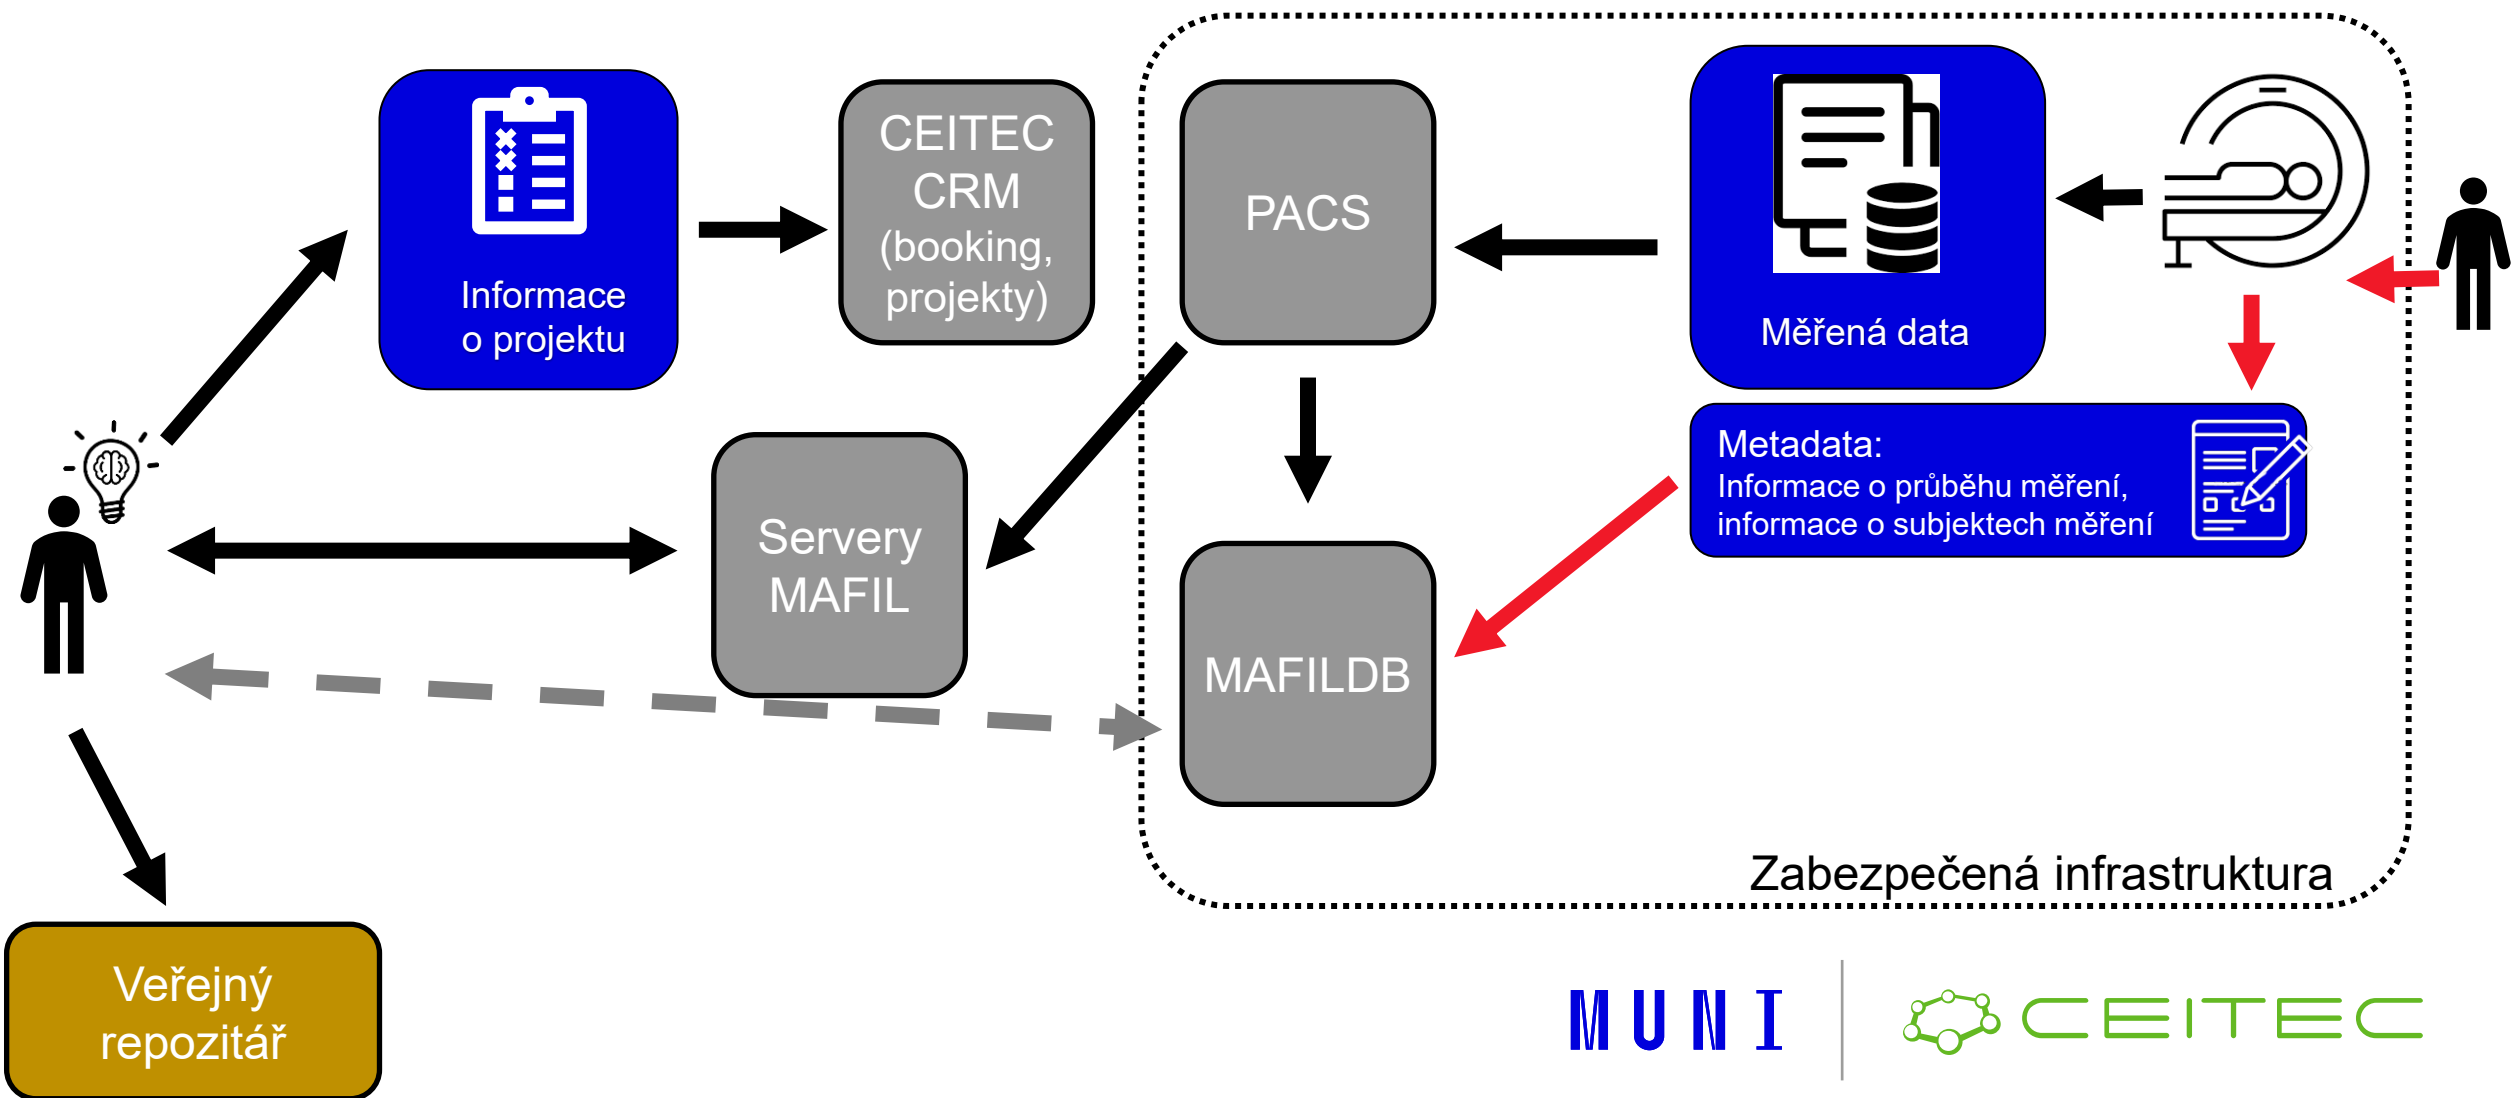 Informace
o projektu
CEITEC
CRM
(booking,
projekty)
PACS
Měřená data
Metadata:
Informace o průběhu měření,
informace o subjektech měření
Servery
MAFIL
MAFILDB
Zabezpečená infrastruktura
Veřejný
repozitář
MUNI
CEITEC